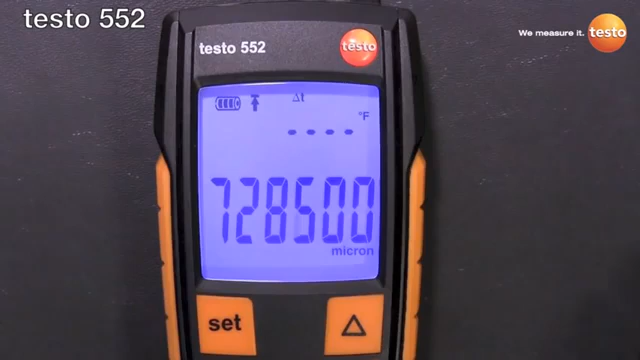 testo 552
We measure it. testo
testo 552
testo
Δt
°F
- - - -
728500
micron
set
△